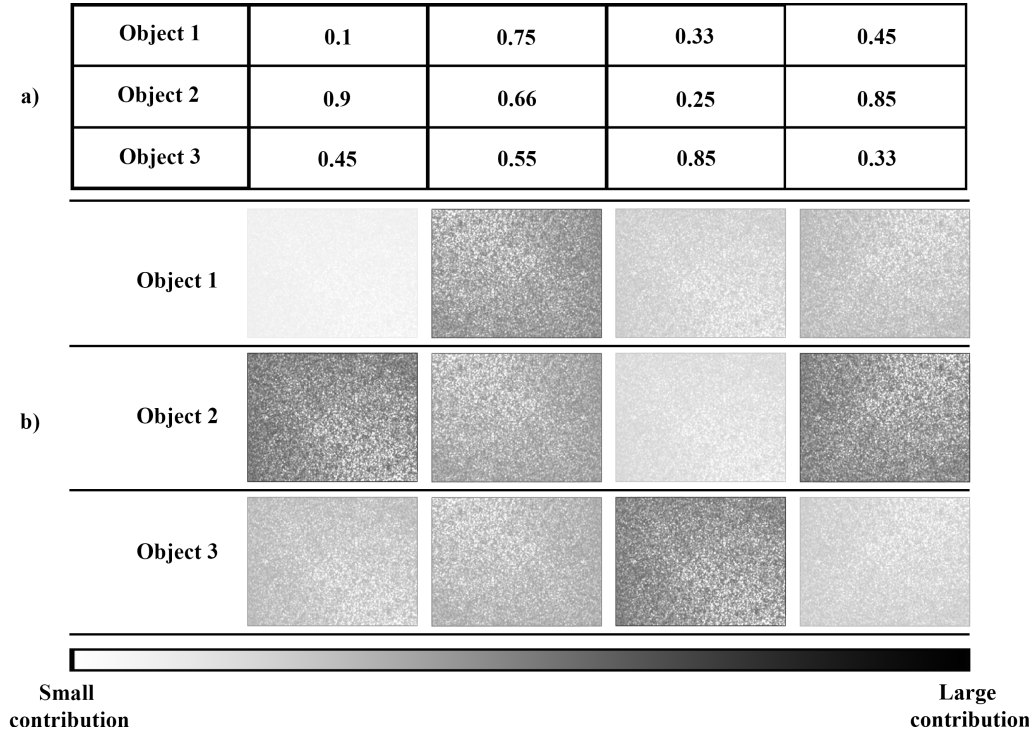 a)
Object 1 0.1 0.75 0.33 0.45
Object 2 0.9 0.66 0.25 0.85
Object 3 0.45 0.55 0.85 0.33
b)
Object 1
Object 2
Object 3
Small
contribution
Large
contribution